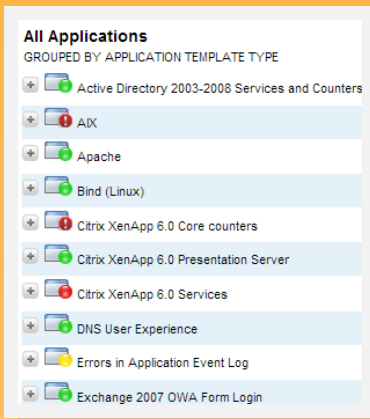 All Applications
GROUPED BY APPLICATION TEMPLATE TYPE
Active Directory 2003-2008 Services and Counters
AIX
Apache
Bind (Linux)
Citrix XenApp 6.0 Core counters
Citrix XenApp 6.0 Presentation Server
Citrix XenApp 6.0 Services
DNS User Experience
Errors in Application Event Log
Exchange 2007 OWA Form Login